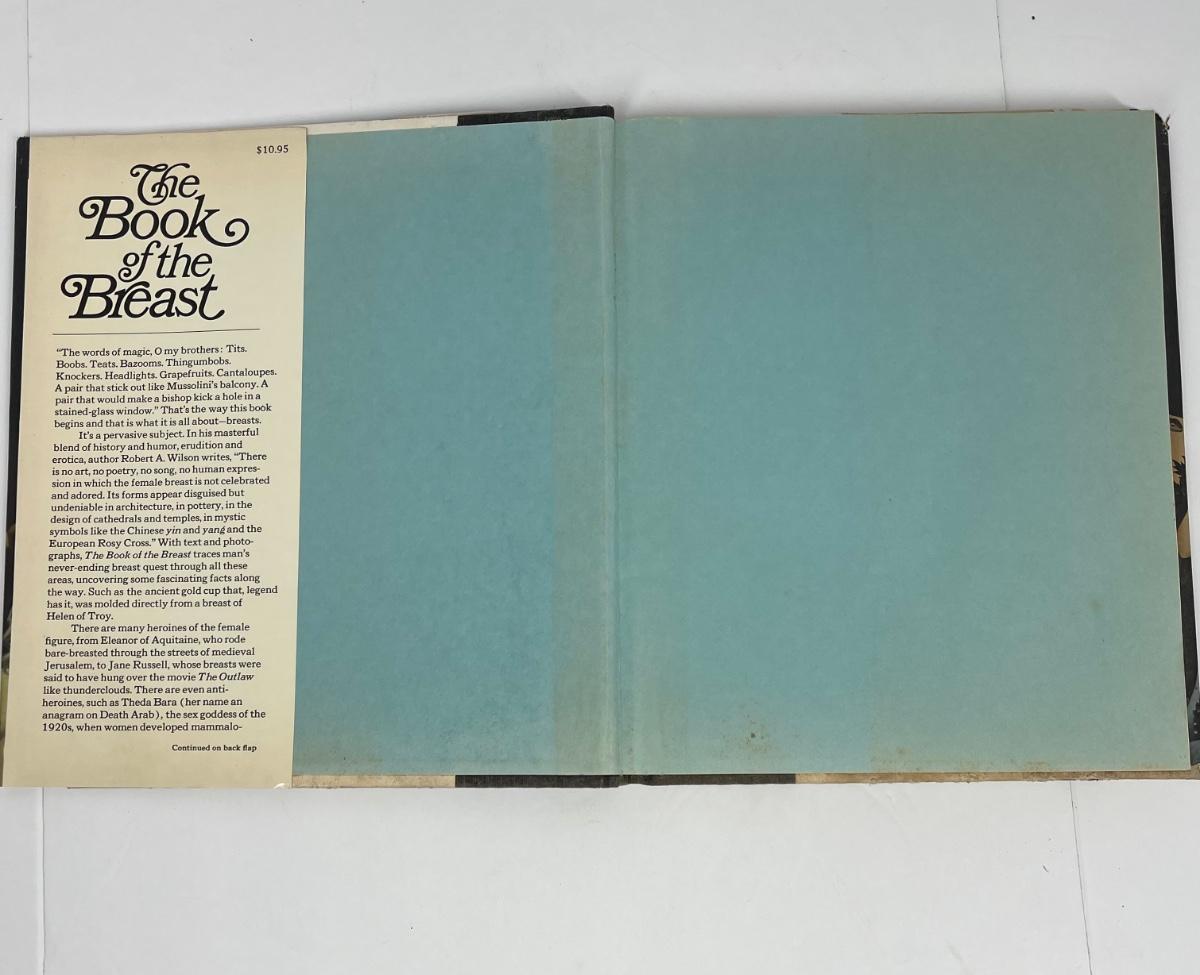 $10.95
The
Book
of the
Breast
"The words of magic, O my brothers: Tits.
Boobs. Teats. Bazooms. Thingumbobs.
Knockers. Headlights. Grapefruits. Cantaloupes.
A pair that stick out like Mussolini's balcony. A
pair that would make a bishop kick a hole in a
stained-glass window." That's the way this book
begins and that is what it is all about—breasts.
It's a pervasive subject. In his masterful
blend of history and humor, erudition and
erotica, author Robert A. Wilson writes, "There
is no art, no poetry, no song, no human expres-
sion in which the female breast is not celebrated
and adored. Its forms appear disguised but
undeniable in architecture, in pottery, in the
design of cathedrals and temples, in mystic
symbols like the Chinese yin and yang and the
European Rosy Cross." With text and photo-
graphs, The Book of the Breast traces man's
never-ending breast quest through all these
areas, uncovering some fascinating facts along
the way. Such as the ancient gold cup that, legend
has it, was molded directly from a breast of
Helen of Troy.
There are many heroines of the female
figure, from Eleanor of Aquitaine, who rode
bare-breasted through the streets of medieval
Jerusalem, to Jane Russell, whose breasts were
said to have hung over the movie The Outlaw
like thunderclouds. There are even anti-
heroines, such as Theda Bara (her name an
anagram on Death Arab), the sex goddess of the
1920s, when women developed mammalo-
Continued on back flap